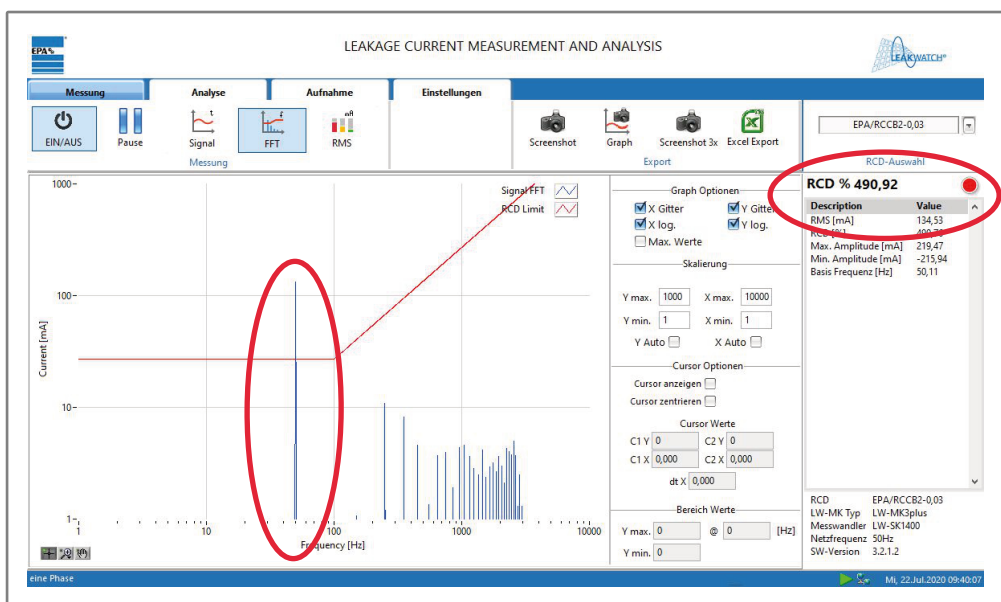 EPA%
LEAKAGE CURRENT MEASUREMENT AND ANALYSIS
LEAKWATCH®
Messung Analyse Aufnahme Einstellungen
EIN/AUS Pause Signal FFT RMS Screenshot Graph Screenshot 3x Excel Export
Messung Export
EPA/RCCB2-0,03
RCD-Auswahl
Signal FFT
RCD Limit
1000
100
10
1
Current [mA]
1 10 100 1000 10000
Frequency [Hz]
Graph Optionen
X Gitter Y Gitter
X log. Y log.
Max. Werte
Skalierung
Y max. 1000 X max. 10000
Y min. 1 X min. 1
Y Auto X Auto
Cursor Optionen
Cursor anzeigen
Cursor zentrieren
Cursor Werte
C1 Y 0 C2 Y 0
C1 X 0,000 C2 X 0,000
dt X 0,000
Bereich Werte
Y max. 0 @ 0 [Hz]
Y min. 0
RCD % 490,92
Description Value
RMS [mA] 134,53
RCD [%] 490,76
Max. Amplitude [mA] 219,47
Min. Amplitude [mA] -215,94
Basis Frequenz [Hz] 50,11
RCD EPA/RCCB2-0,03
LW-MK Typ LW-MK3plus
Messwandler LW-SK1400
Netzfrequenz 50Hz
SW-Version 3.2.1.2
eine Phase Mi, 22.Jul.2020 09:40:07